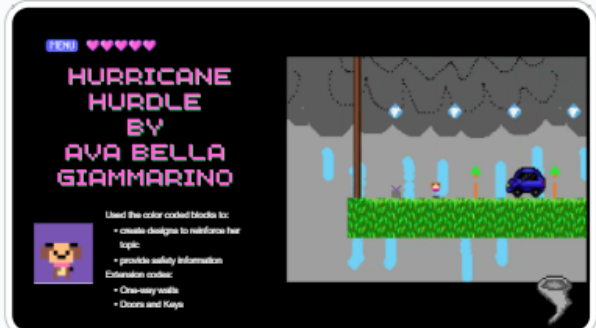 MENU
HURRICANE
HURDLE
BY
AVA BELLA
GIAMMARINO
Used the color coded blocks to:
• create designs to reinforce her
topic
• provide safety information
Extension codes:
• One-way walls
• Doors and Keys